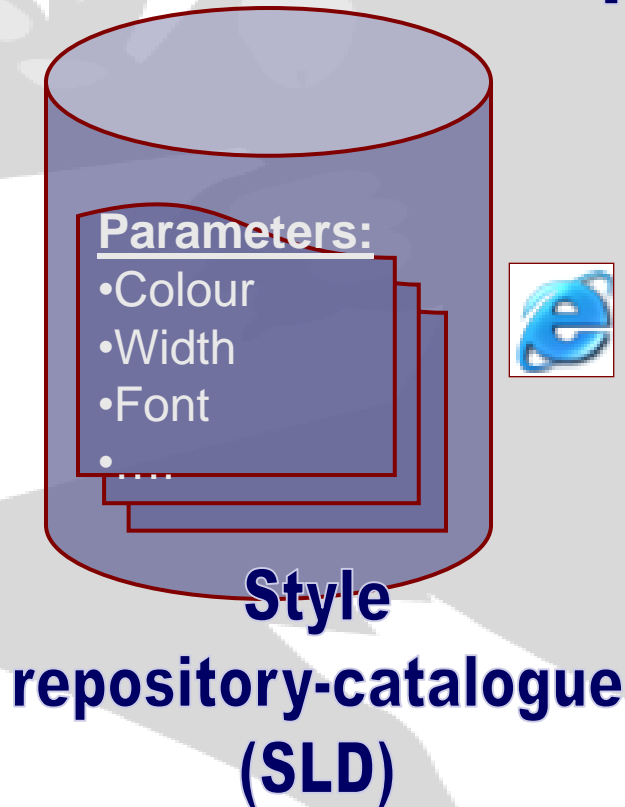 Parameters:
•Colour
•Width
•Font
•....
Style
repository-catalogue
(SLD)